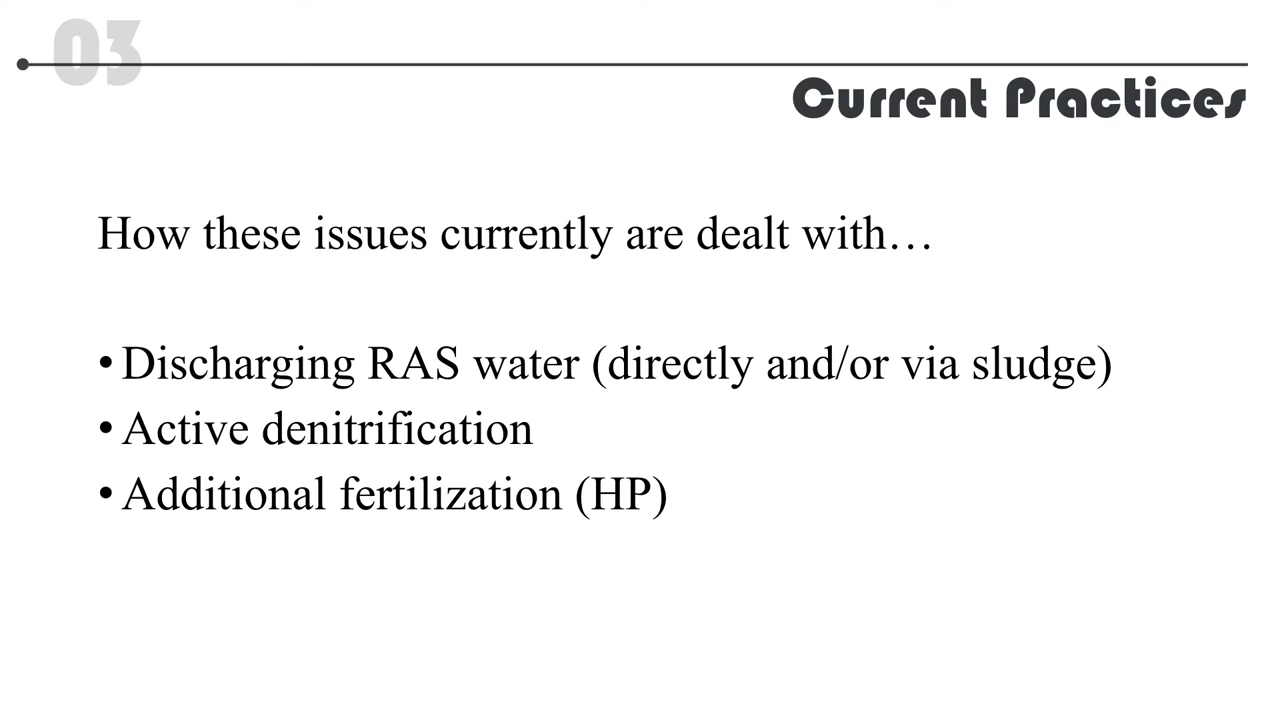 03
Current Practices
How these issues currently are dealt with…
• Discharging RAS water (directly and/or via sludge)
• Active denitrification
• Additional fertilization (HP)